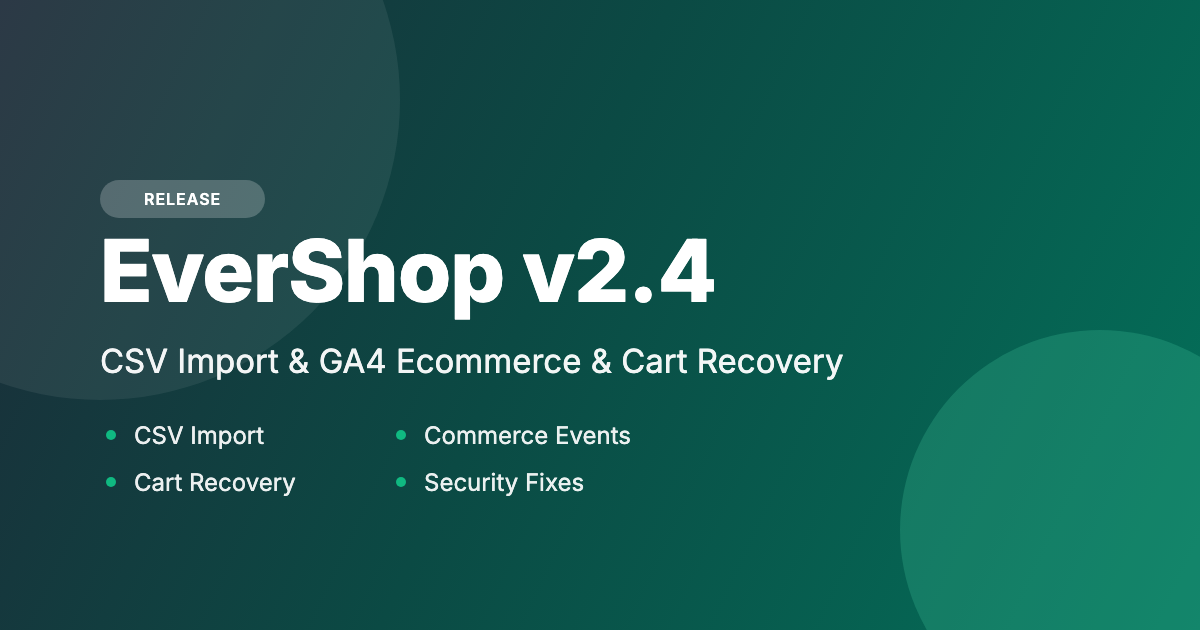 RELEASE
EverShop v2.4
CSV Import & GA4 Ecommerce & Cart Recovery
CSV Import
Commerce Events
Cart Recovery
Security Fixes